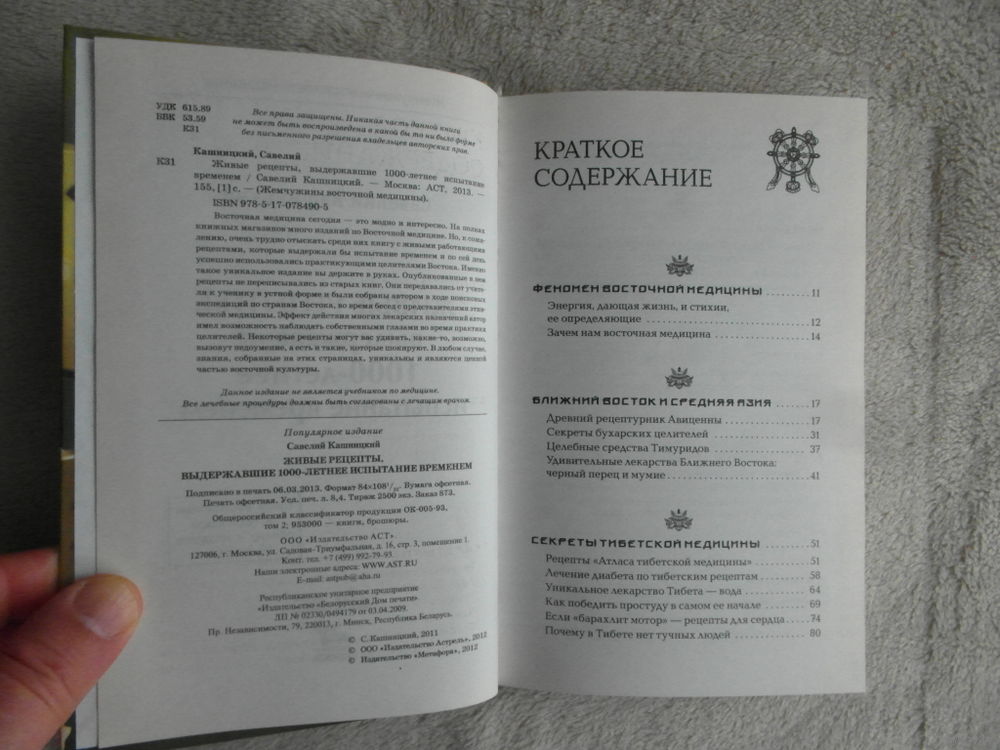 УДК 615.89
ББК 53.59
К31
Все права защищены. Никакая часть данной книги
не может быть воспроизведена в какой бы то ни было форме
без письменного разрешения владельцев авторских прав.
Кашницкий, Савелий
К31 Живые рецепты, выдержавшие 1000-летнее испытание
временем / Савелий Кашницкий. — Москва: АСТ, 2013. —
155, [1] с. — (Жемчужины восточной медицины).
ISBN 978-5-17-078490-5
Восточная медицина сегодня — это модно и интересно. На полках
книжных магазинов много изданий по Восточной медицине. Но, к сожа-
лению, очень трудно отыскать среди них книгу с живыми работающими
рецептами, которые выдержали бы испытание временем и по сей день
успешно использовались практикующими целителями Востока. Именно
такое уникальное издание вы держите в руках. Опубликованные в нем
рецепты не переписывались из старых книг. Они передавались от учите-
ля к ученику в устной форме и были собраны автором в ходе поисковых
экспедиций по странам Востока, во время бесед с представителями этни-
ческой медицины. Эффект действия многих лекарских назначений автор
имел возможность наблюдать собственными глазами во время практики
целителей. Некоторые рецепты могут вас удивить, какие-то, возможно,
вызовут недоумение, а есть и такие, которые шокируют. В любом случае,
знания, собранные на этих страницах, уникальны и являются ценной
частью восточной культуры.
Данное издание не является учебником по медицине.
Все лечебные процедуры должны быть согласованы с лечащим врачом.
Популярное издание
Савелий Кашницкий
ЖИВЫЕ РЕЦЕПТЫ,
ВЫДЕРЖАВШИЕ 1000-ЛЕТНЕЕ ИСПЫТАНИЕ ВРЕМЕНЕМ
Подписано в печать 06.03.2013. Формат 84×108 1/32. Бумага офсетная.
Печать офсетная. Усл. печ. л. 8,4. Тираж 2500 экз. Заказ 873.
Общероссийский классификатор продукции ОК-005-93,
том 2; 953000 — книги, брошюры.
ООО «Издательство АСТ».
127006, г. Москва, ул. Садовая-Триумфальная, д. 16, стр. 3, помещение 1.
Конт. тел. +7 (499) 992-79-93.
Наши электронные адреса: WWW.AST.RU
E-mail: astpub@aha.ru
Республиканское унитарное предприятие
«Издательство «Белорусский Дом печати»
ЛП № 02330/0494179 от 03.04.2009.
Пр. Независимости, 79, 220013, г. Минск, Республика Беларусь.
© С. Кашницкий, 2011
© ООО «Издательство Астрель», 2012
© Издательство «Метафора», 2012
КРАТКОЕ
СОДЕРЖАНИЕ
ФЕНОМЕН ВОСТОЧНОЙ МЕДИЦИНЫ ....... 11
Энергия, дающая жизнь, и стихии,
ее определяющие ....... 12
Зачем нам восточная медицина ....... 14
БЛИЖНИЙ ВОСТОК И СРЕДНЯЯ АЗИЯ ....... 17
Древний рецептурник Авиценны ....... 17
Секреты бухарских целителей ....... 31
Целебные средства Тимуридов ....... 37
Удивительные лекарства Ближнего Востока:
черный перец и мумие ....... 41
СЕКРЕТЫ ТИБЕТСКОЙ МЕДИЦИНЫ ....... 51
Рецепты «Атласа тибетской медицины» ....... 51
Лечение диабета по тибетским рецептам ....... 58
Уникальное лекарство Тибета — вода ....... 64
Как победить простуду в самом ее начале ....... 69
Если «барахлит мотор» — рецепты для сердца ....... 74
Почему в Тибете нет тучных людей ....... 80